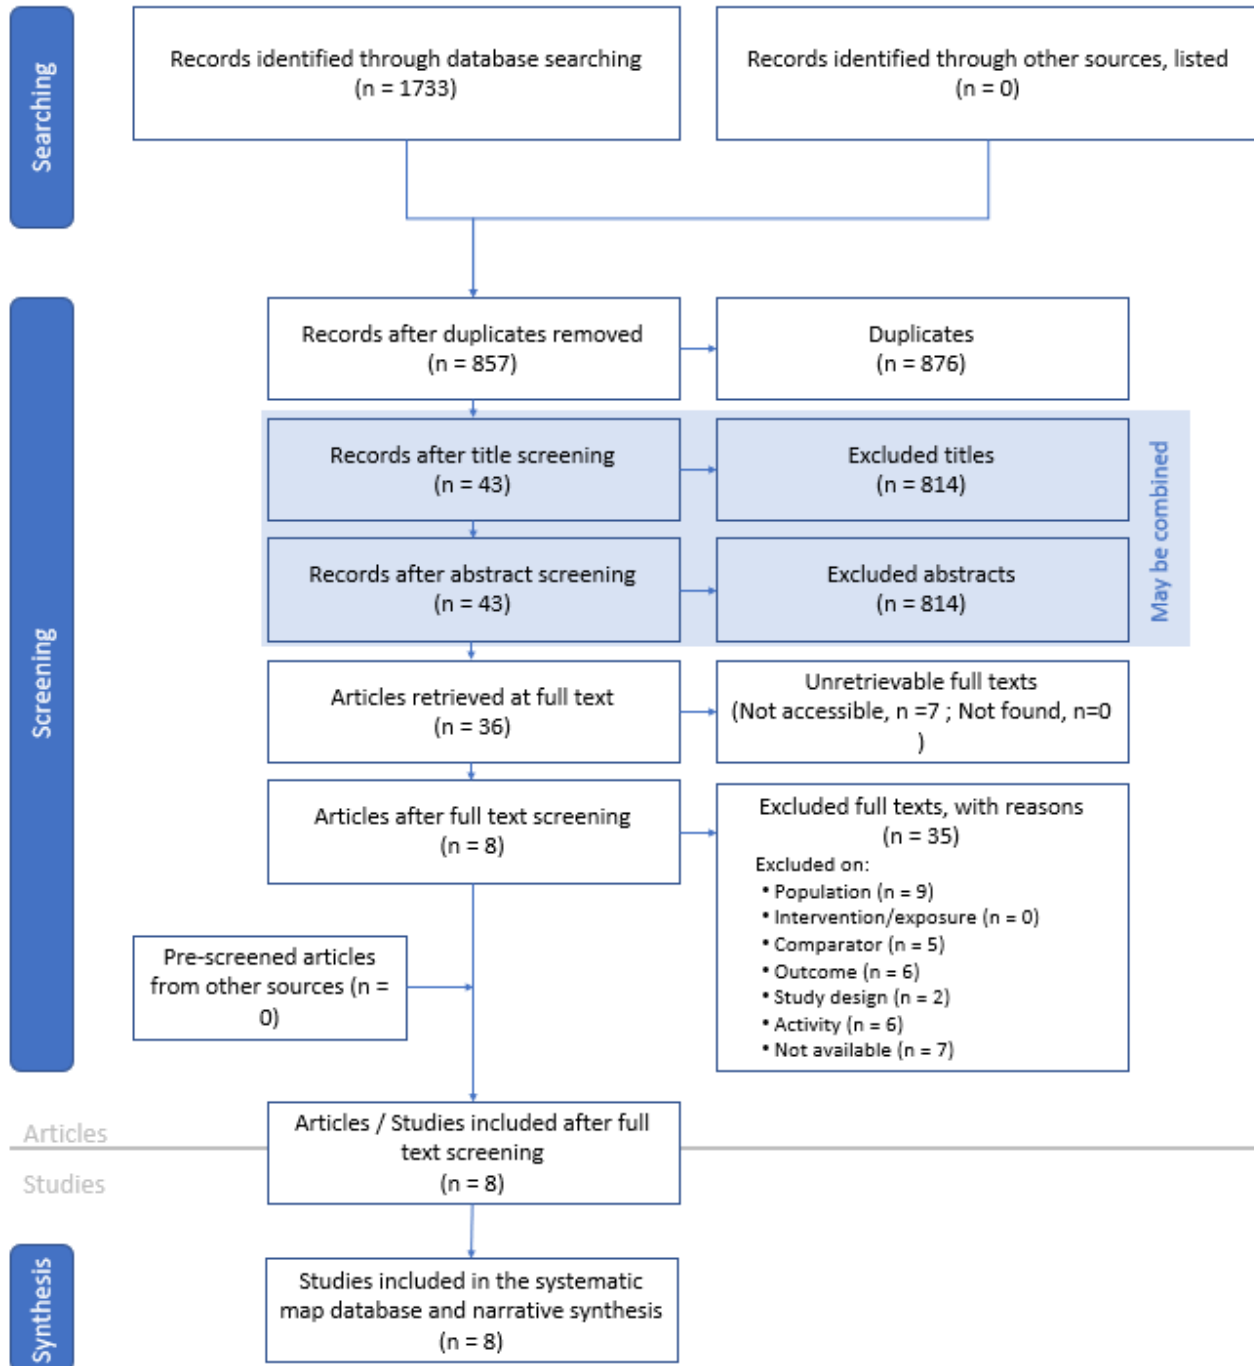 Searching
Records identified through database searching
(n = 1733)
Records identified through other sources, listed
(n = 0)
Screening
Records after duplicates removed
(n = 857)
Duplicates
(n = 876)
Records after title screening
(n = 43)
Excluded titles
(n = 814)
Records after abstract screening
(n = 43)
Excluded abstracts
(n = 814)
May be combined
Articles retrieved at full text
(n = 36)
Unretrievable full texts
(Not accessible, n =7 ; Not found, n=0
)
Articles after full text screening
(n = 8)
Excluded full texts, with reasons
(n = 35)
Excluded on:
• Population (n = 9)
• Intervention/exposure (n = 0)
• Comparator (n = 5)
• Outcome (n = 6)
• Study design (n = 2)
• Activity (n = 6)
• Not available (n = 7)
Pre-screened articles
from other sources (n =
0)
Articles
Studies
Articles / Studies included after full
text screening
(n = 8)
Synthesis
Studies included in the systematic
map database and narrative synthesis
(n = 8)